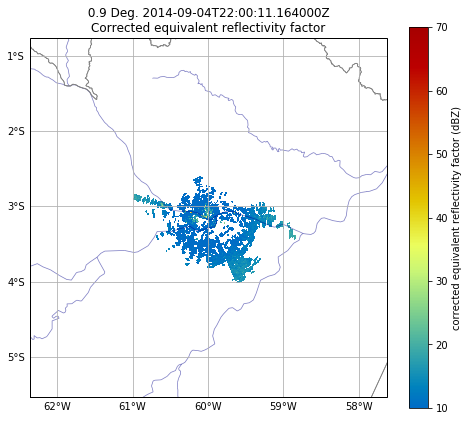 0.9 Deg. 2014-09-04T22:00:11.164000Z
Corrected equivalent reflectivity factor
1°S
2°S
3°S
4°S
5°S
62°W
61°W
60°W
59°W
58°W
70
60
50
40
30
20
10
corrected equivalent reflectivity factor (dBZ)